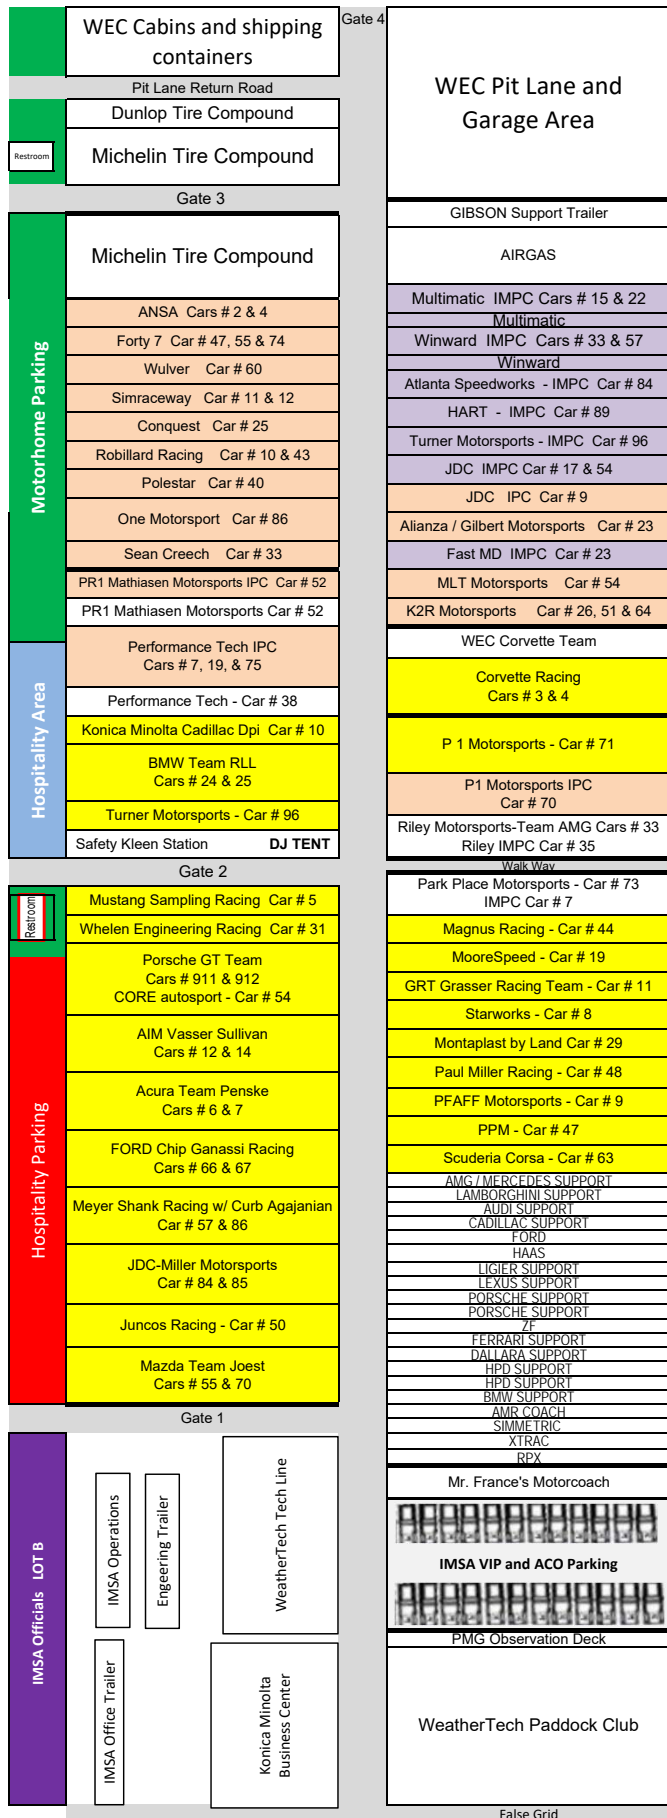 WEC Cabins and shipping
containers
Gate 4
Pit Lane Return Road
Dunlop Tire Compound
Restroom
Michelin Tire Compound
Gate 3
Motorhome Parking
Michelin Tire Compound
ANSA Cars # 2 & 4
Forty 7 Car # 47, 55 & 74
Wulver Car # 60
Simraceway Car # 11 & 12
Conquest Car # 25
Robillard Racing Car # 10 & 43
Polestar Car # 40
One Motorsport Car # 86
Sean Creech Car # 33
PR1 Mathiasen Motorsports IPC Car # 52
PR1 Mathiasen Motorsports Car # 52
Hospitality Area
Performance Tech IPC
Cars # 7, 19, & 75
Performance Tech - Car # 38
Konica Minolta Cadillac Dpi Car # 10
BMW Team RLL
Cars # 24 & 25
Turner Motorsports - Car # 96
Safety Kleen Station DJ TENT
Gate 2
Restroom
Mustang Sampling Racing Car # 5
Whelen Engineering Racing Car # 31
Hospitality Parking
Porsche GT Team
Cars # 911 & 912
CORE autosport - Car # 54
AIM Vasser Sullivan
Cars # 12 & 14
Acura Team Penske
Cars # 6 & 7
FORD Chip Ganassi Racing
Cars # 66 & 67
Meyer Shank Racing w/ Curb Agajanian
Car # 57 & 86
JDC-Miller Motorsports
Car # 84 & 85
Juncos Racing - Car # 50
Mazda Team Joest
Cars # 55 & 70
Gate 1
IMSA Officials LOT B
IMSA Operations
Engeering Trailer
WeatherTech Tech Line
IMSA Office Trailer
Konica Minolta
Business Center
WEC Pit Lane and
Garage Area
GIBSON Support Trailer
AIRGAS
Multimatic IMPC Cars # 15 & 22
Multimatic
Winward IMPC Cars # 33 & 57
Winward
Atlanta Speedworks - IMPC Car # 84
HART - IMPC Car # 89
Turner Motorsports - IMPC Car # 96
JDC IMPC Car # 17 & 54
JDC IPC Car # 9
Alianza / Gilbert Motorsports Car # 23
Fast MD IMPC Car # 23
MLT Motorsports Car # 54
K2R Motorsports Car # 26, 51 & 64
WEC Corvette Team
Corvette Racing
Cars # 3 & 4
P 1 Motorsports - Car # 71
P1 Motorsports IPC
Car # 70
Riley Motorsports-Team AMG Cars # 33
Riley IMPC Car # 35
Walk Way
Park Place Motorsports - Car # 73
IMPC Car # 7
Magnus Racing - Car # 44
MooreSpeed - Car # 19
GRT Grasser Racing Team - Car # 11
Starworks - Car # 8
Montaplast by Land Car # 29
Paul Miller Racing - Car # 48
PFAFF Motorsports - Car # 9
PPM - Car # 47
Scuderia Corsa - Car # 63
AMG / MERCEDES SUPPORT
LAMBORGHINI SUPPORT
AUDI SUPPORT
CADILLAC SUPPORT
FORD
HAAS
LIGIER SUPPORT
LEXUS SUPPORT
PORSCHE SUPPORT
PORSCHE SUPPORT
ZF
FERRARI SUPPORT
DALLARA SUPPORT
HPD SUPPORT
HPD SUPPORT
BMW SUPPORT
AMR COACH
SIMMETRIC
XTRAC
RPX
Mr. France's Motorcoach
IMSA VIP and ACO Parking
PMG Observation Deck
WeatherTech Paddock Club
False Grid